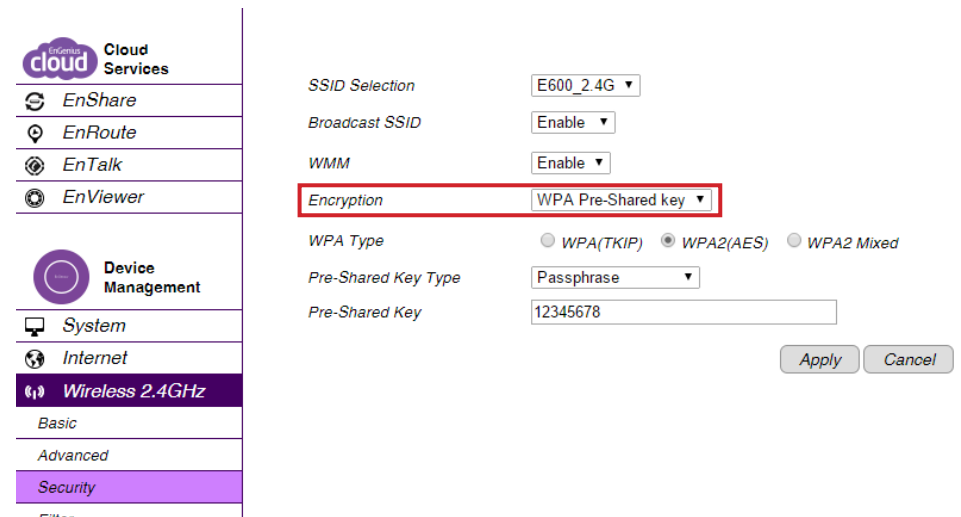 EnGenius
cloud
Cloud
Services
EnShare
EnRoute
EnTalk
EnViewer
Device
Management
System
Internet
Wireless 2.4GHz
Basic
Advanced
Security
SSID Selection E600_2.4G
Broadcast SSID Enable
WMM Enable
Encryption WPA Pre-Shared key
WPA Type WPA(TKIP) WPA2(AES) WPA2 Mixed
Pre-Shared Key Type Passphrase
Pre-Shared Key 12345678
Apply Cancel